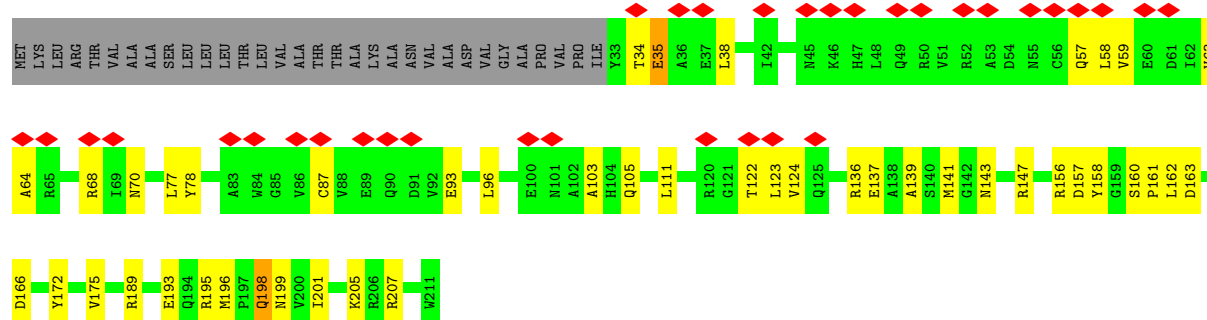 MET LYS LEU ARG THR VAL ALA ALA SER LEU LEU LEU THR LEU VAL ALA THR THR ALA LYS ALA ASN VAL ALA ASP VAL GLY ALA PRO VAL PRO ILE Y33 T34 E35 A36 E37 L38 I42 N45 K46 H47 L48 Q49 R50 V51 R52 A53 D54 N55 C56 Q57 L58 V59 E60 D61 I62
A64 R65 R68 I69 N70 L77 Y78 A83 W84 G85 V86 C87 V88 E89 Q90 D91 V92 E93 L96 E100 N101 A102 A103 H104 Q105 L111 R120 G121 T122 L123 V124 Q125 R136 E137 A138 A139 S140 M141 G142 N143 R147 R156 D157 Y158 G159 S160 P161 L162 D163
D166 Y172 V175 R189 E193 Q194 R195 M196 P197 Q198 N199 V200 I201 K205 R206 R207 W211